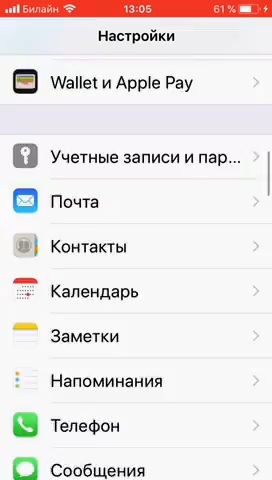 Билайн 13:05 61 %
Настройки
Wallet и Apple Pay
Учетные записи и пар...
Почта
Контакты
Календарь
Заметки
Напоминания
Телефон
Сообщения